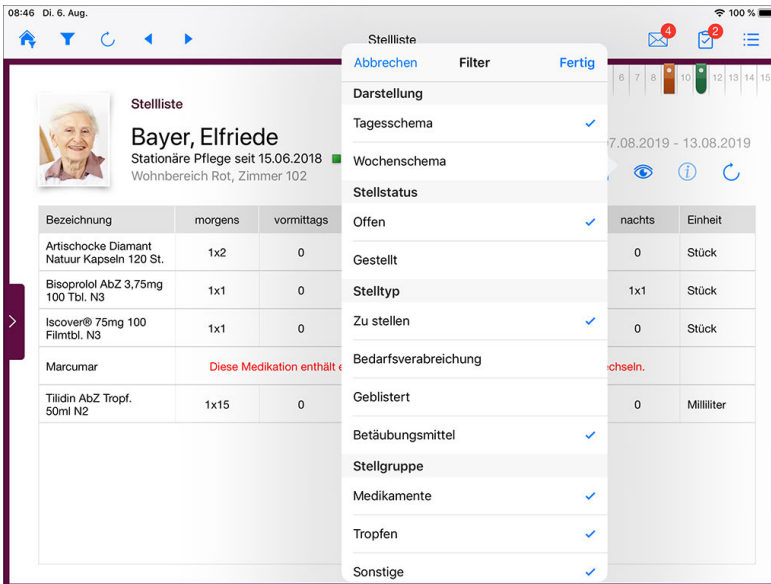 08:46 Di. 6. Aug.
100 %
Stellliste
4
2
Abbrechen Filter Fertig
Darstellung
Tagesschema
Wochenschema
Stellstatus
Offen
Gestellt
Stelltyp
Zu stellen
Bedarfsverabreichung
Geblistert
Betäubungsmittel
Stellgruppe
Medikamente
Tropfen
Sonstige
6 7 8 10 12 13 14 15
Stellliste
Bayer, Elfriede
Stationäre Pflege seit 15.06.2018
Wohnbereich Rot, Zimmer 102
7.08.2019 - 13.08.2019
Bezeichnung morgens vormittags nachts Einheit
Artischocke Diamant
Natuur Kapseln 120 St. 1x2 0 0 Stück
Bisoprolol AbZ 3,75mg
100 Tbl. N3 1x1 0 1x1 Stück
Iscover® 75mg 100
Filmtbl. N3 1x1 0 0 Stück
Marcumar Diese Medikation enthält
Tilidin AbZ Tropf.
50ml N2 1x15 0 0 Milliliter